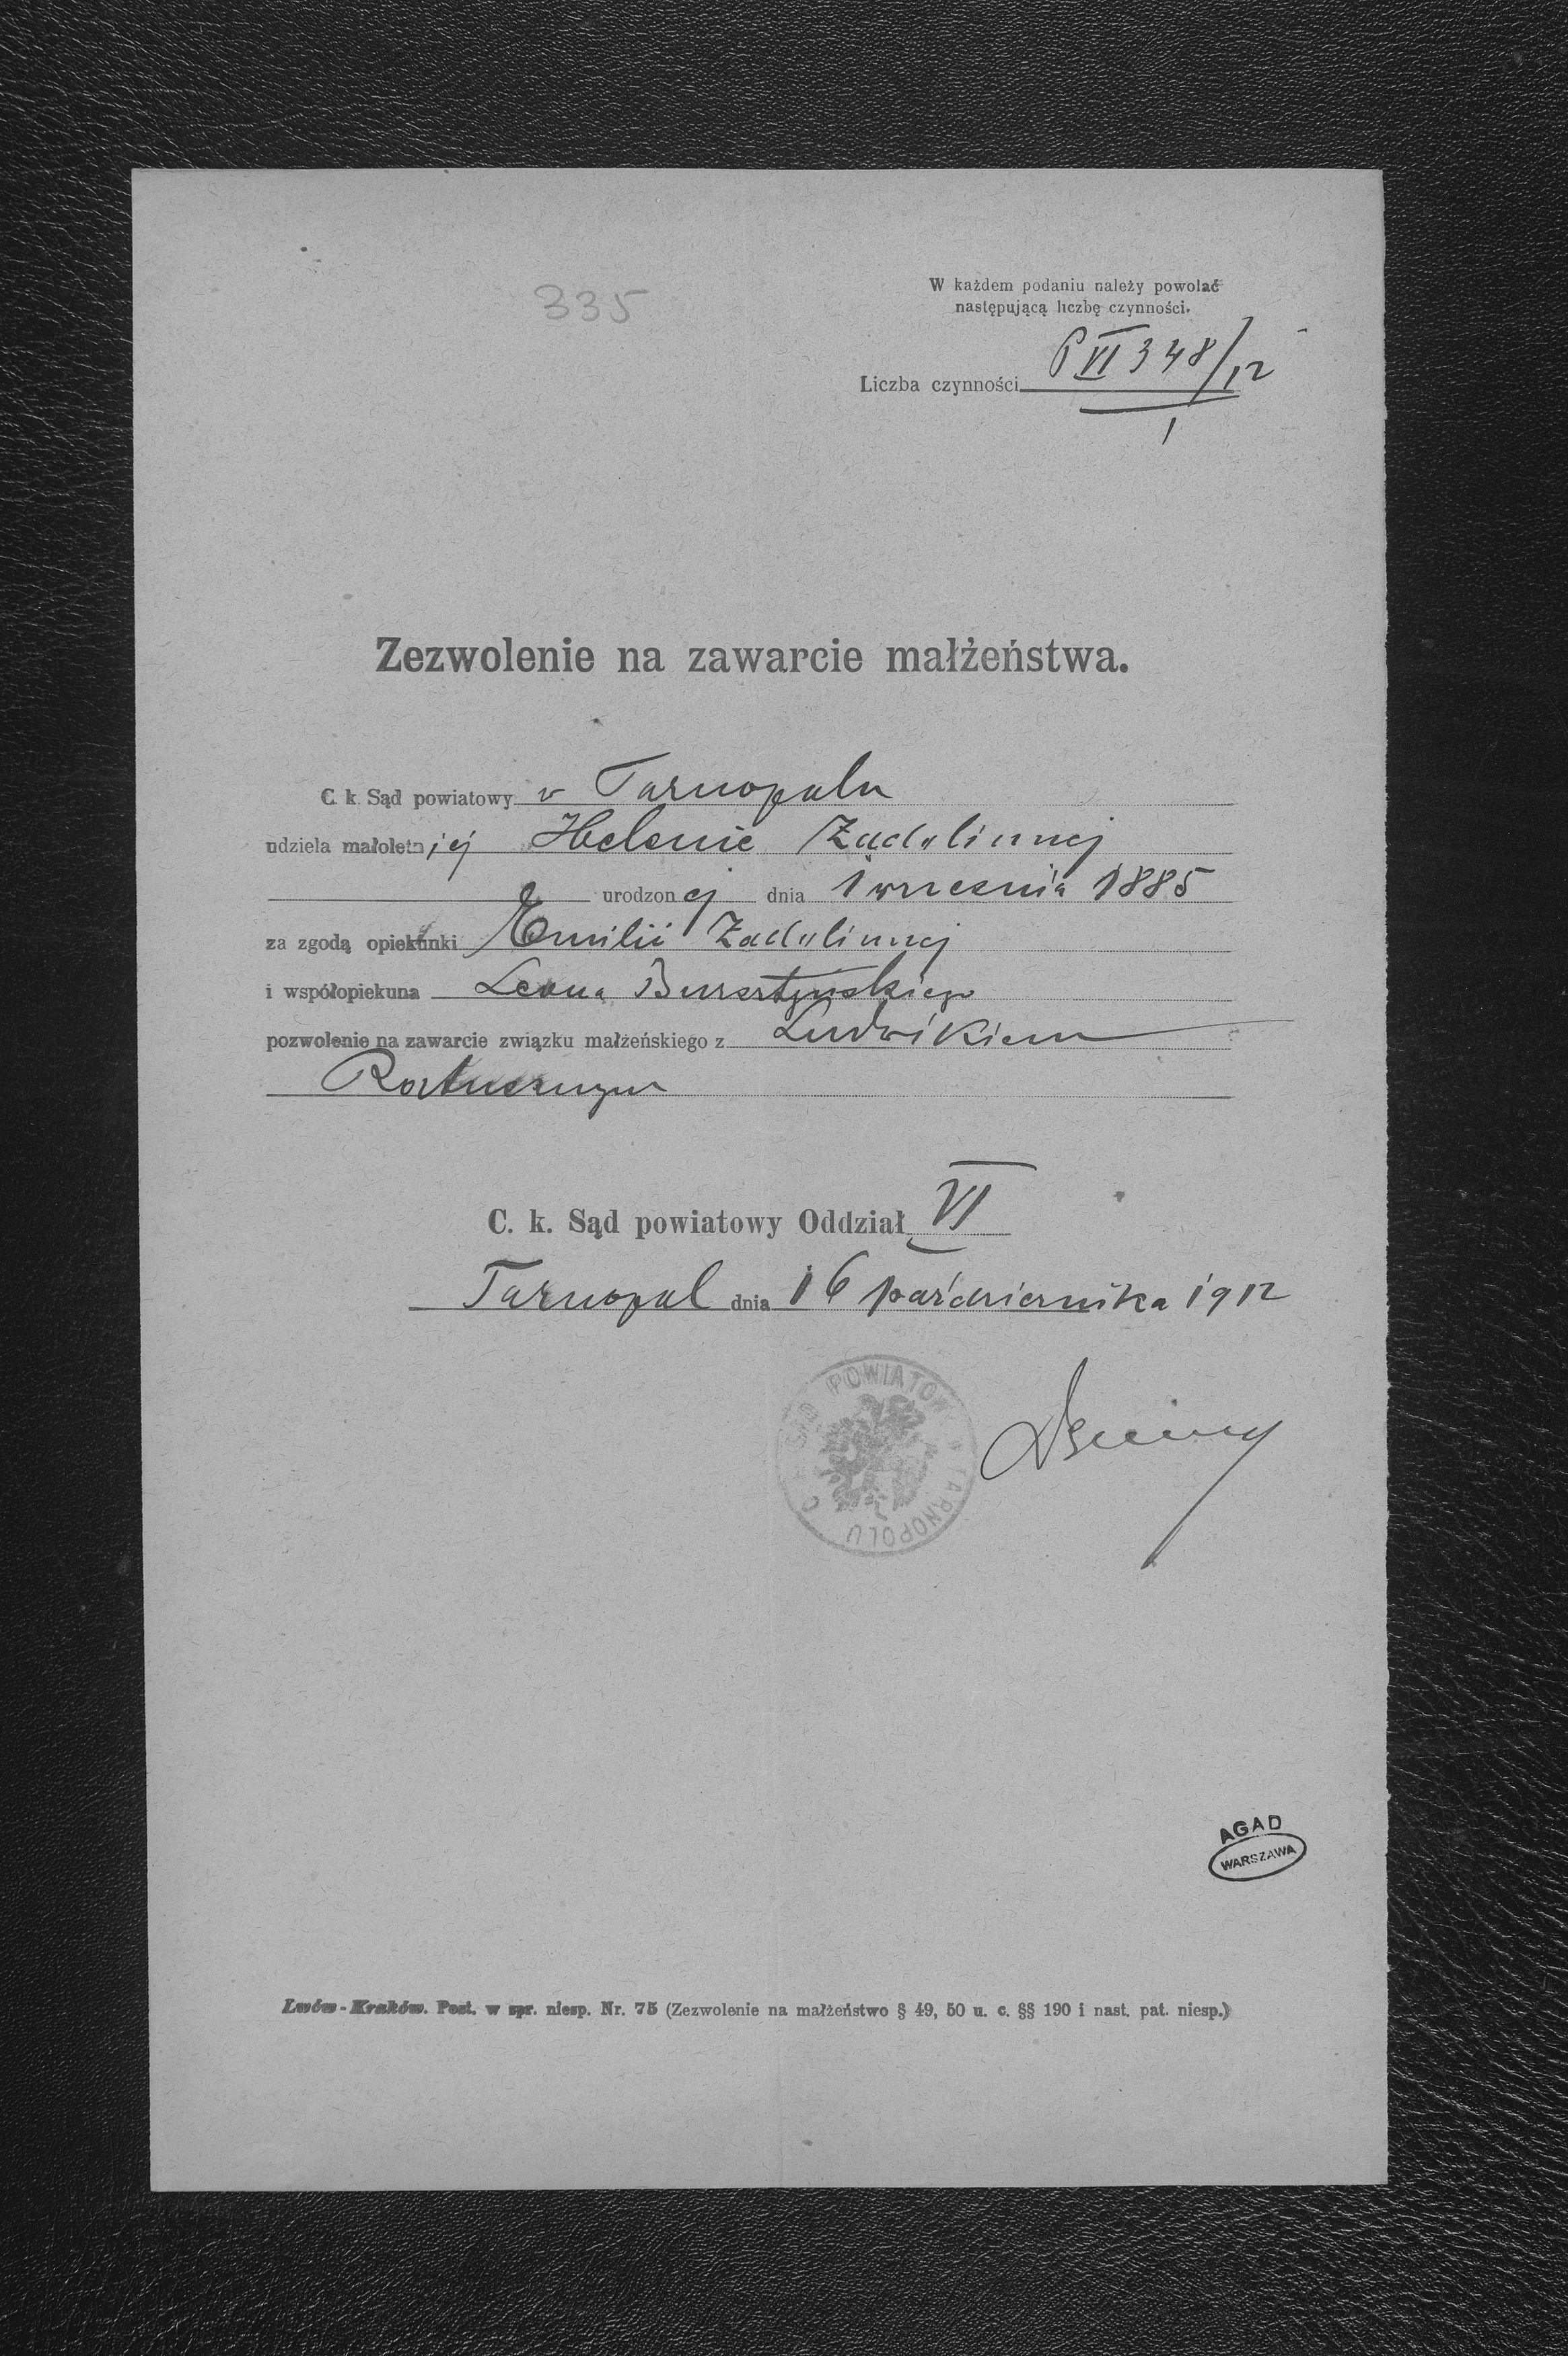 335
W każdem podaniu należy powołać
następującą liczbę czynności.
Liczba czynności P VI 348/12
1
Zezwolenie na zawarcie małżeństwa.
C. k. Sąd powiatowy w Tarnopolu
udziela małoletniej Helenie
urodzonej dnia 1 września 1885
za zgodą opiekunki Emilii
i współopiekuna Leona Bursztyńskiego
pozwolenie na zawarcie związku małżeńskiego z Ludwikiem
C. k. Sąd powiatowy Oddział VI
Tarnopol dnia 16 października 1912
C. K. SĄD POWIATOWY W TARNOPOLU
AGAD
WARSZAWA
Lwów-Kraków. Post. w spr. niesp. Nr. 75 (Zezwolenie na małżeństwo § 49, 50 u. c. §§ 190 i nast. pat. niesp.)